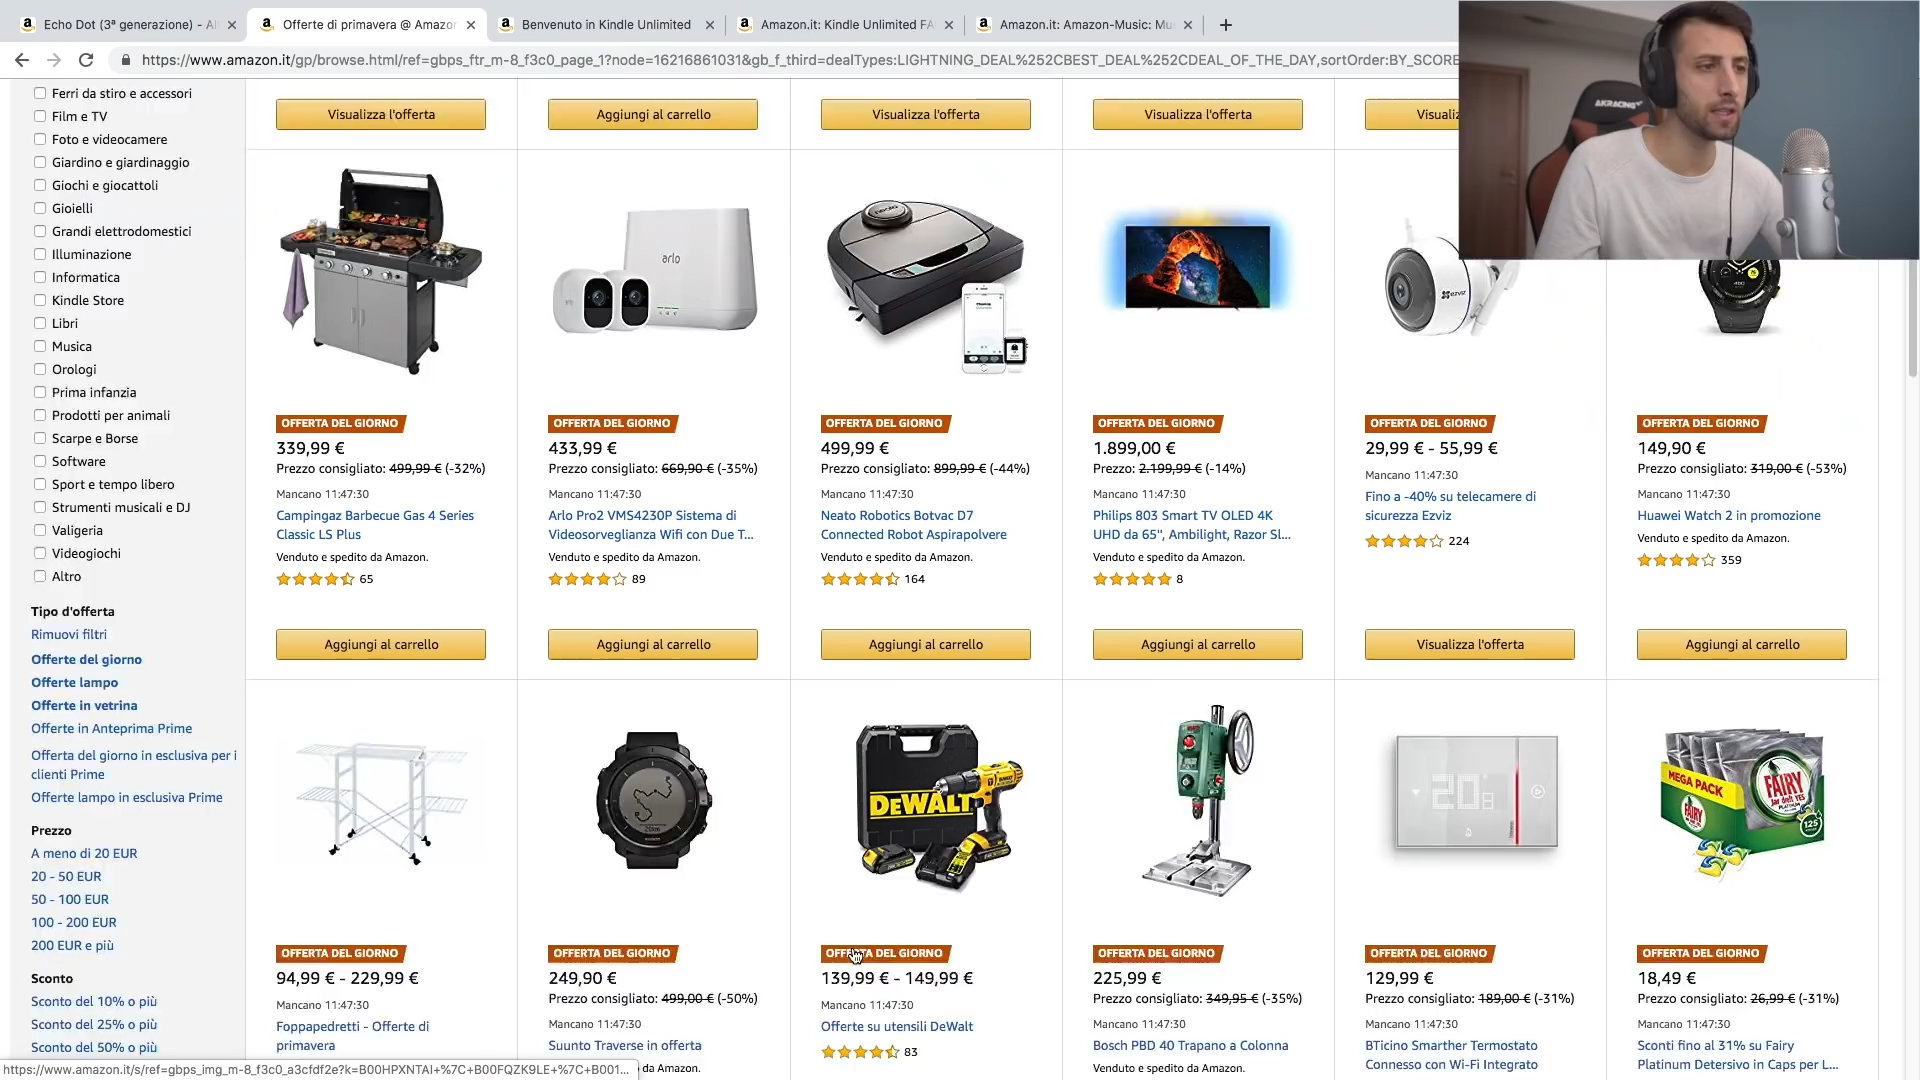 Echo Dot (3ª generazione) - Al
Offerte di primavera @ Amazon
Benvenuto in Kindle Unlimited
Amazon.it: Kindle Unlimited FA
Amazon.it: Amazon-Music: Mu
https://www.amazon.it/gp/browse.html/ref=gbps_ftr_m-8_f3c0_page_1?node=16216861031&gb_f_third=dealTypes:LIGHTNING_DEAL%252CBEST_DEAL%252CDEAL_OF_THE_DAY,sortOrder:BY_SCORE
AKRACING
Ferri da stiro e accessori
Film e TV
Foto e videocamere
Giardino e giardinaggio
Giochi e giocattoli
Gioielli
Grandi elettrodomestici
Illuminazione
Informatica
Kindle Store
Libri
Musica
Orologi
Prima infanzia
Prodotti per animali
Scarpe e Borse
Software
Sport e tempo libero
Strumenti musicali e DJ
Valigeria
Videogiochi
Altro
Tipo d'offerta
Rimuovi filtri
Offerte del giorno
Offerte lampo
Offerte in vetrina
Offerte in Anteprima Prime
Offerta del giorno in esclusiva per i
clienti Prime
Offerte lampo in esclusiva Prime
Prezzo
A meno di 20 EUR
20 - 50 EUR
50 - 100 EUR
100 - 200 EUR
200 EUR e più
Sconto
Sconto del 10% o più
Sconto del 25% o più
Sconto del 50% o più
Visualizza l'offerta
Aggiungi al carrello
Visualizza l'offerta
Visualizza l'offerta
Visualiz
OFFERTA DEL GIORNO
339,99 €
Prezzo consigliato: 499,99 € (-32%)
Mancano 11:47:30
Campingaz Barbecue Gas 4 Series
Classic LS Plus
Venduto e spedito da Amazon.
65
Aggiungi al carrello
arlo
OFFERTA DEL GIORNO
433,99 €
Prezzo consigliato: 669,90 € (-35%)
Mancano 11:47:30
Arlo Pro2 VMS4230P Sistema di
Videosorveglianza Wifi con Due T...
Venduto e spedito da Amazon.
89
Aggiungi al carrello
neato
OFFERTA DEL GIORNO
499,99 €
Prezzo consigliato: 899,99 € (-44%)
Mancano 11:47:30
Neato Robotics Botvac D7
Connected Robot Aspirapolvere
Venduto e spedito da Amazon.
164
Aggiungi al carrello
OFFERTA DEL GIORNO
1.899,00 €
Prezzo: 2.199,99 € (-14%)
Mancano 11:47:30
Philips 803 Smart TV OLED 4K
UHD da 65", Ambilight, Razor Sl...
Venduto e spedito da Amazon.
8
Aggiungi al carrello
ezviz
OFFERTA DEL GIORNO
29,99 € - 55,99 €
Mancano 11:47:30
Fino a -40% su telecamere di
sicurezza Ezviz
224
Visualizza l'offerta
OFFERTA DEL GIORNO
149,90 €
Prezzo consigliato: 319,00 € (-53%)
Mancano 11:47:30
Huawei Watch 2 in promozione
Venduto e spedito da Amazon.
359
Aggiungi al carrello
OFFERTA DEL GIORNO
94,99 € - 229,99 €
Mancano 11:47:30
Foppapedretti - Offerte di
primavera
OFFERTA DEL GIORNO
249,90 €
Prezzo consigliato: 499,00 € (-50%)
Mancano 11:47:30
Suunto Traverse in offerta
da Amazon.
DEWALT
OFFERTA DEL GIORNO
139,99 € - 149,99 €
Mancano 11:47:30
Offerte su utensili DeWalt
83
OFFERTA DEL GIORNO
225,99 €
Prezzo consigliato: 349,95 € (-35%)
Mancano 11:47:30
Bosch PBD 40 Trapano a Colonna
Venduto e spedito da Amazon.
20
OFFERTA DEL GIORNO
129,99 €
Prezzo consigliato: 189,00 € (-31%)
Mancano 11:47:30
BTicino Smarther Termostato
Connesso con Wi-Fi Integrato
MEGA PACK
FAIRY
FAIRY
125
OFFERTA DEL GIORNO
18,49 €
Prezzo consigliato: 26,99 € (-31%)
Mancano 11:47:30
Sconti fino al 31% su Fairy
Platinum Detersivo in Caps per L...
https://www.amazon.it/s/ref=gbps_img_m-8_f3c0_a3cfdf2e?k=B00HPXNTAI+%7C+B00FQZK9LE+%7C+B001...